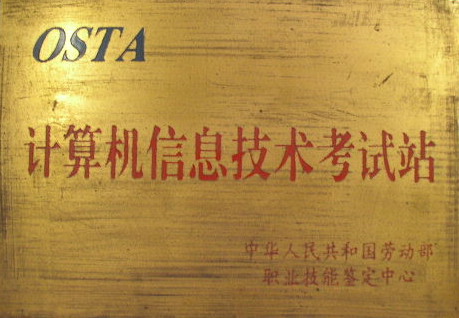 OSTA
计算机信息技术考试站
中华人民共和国劳动部
职业技能鉴定中心